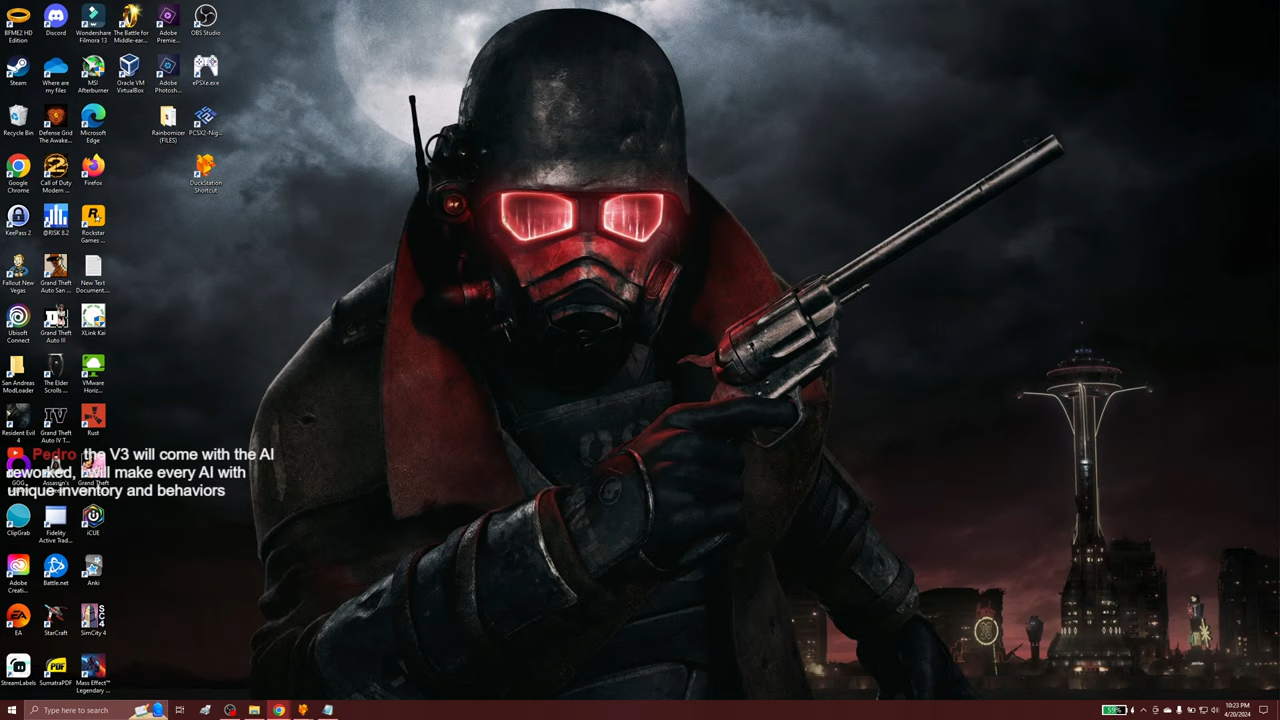 BFME2 HD
Edition
Discord
Wondershare
Filmora 13
The Battle for
Middle-ear...
Adobe
Premie...
OBS Studio
Steam
Where are
my files
MSI
Afterburner
Oracle VM
VirtualBox
Adobe
Photosh...
ePSXe.exe
Recycle Bin
Defense Grid
The Awake...
Microsoft
Edge
Rainbomizer
(FILES)
PCSX2-Nig...
Google
Chrome
Call of Duty
Modern ...
Firefox
DuckStation
Shortcut
KeePass 2
@RISK 8.2
Rockstar
Games ...
Fallout New
Vegas
Grand Theft
Auto San ...
New Text
Document....
Ubisoft
Connect
Grand Theft
Auto III
XLink Kai
San Andreas
ModLoader
The Elder
Scrolls ...
VMware
Horiz...
Resident Evil
4
Grand Theft
Auto IV T...
Rust
Pedro the V3 will come with the AI
reworked, i will make every AI with
unique inventory and behaviors
GOG
Assassin's
Grand Theft
ClipGrab
Fidelity
Active Trad...
iCUE
Adobe
Creati...
Battle.net
Anki
EA
StarCraft
SC4
SimCity 4
StreamLabels
PDF
SumatraPDF
Mass Effect™
Legendary ...
Type here to search
59%
10:23 PM
4/20/2024